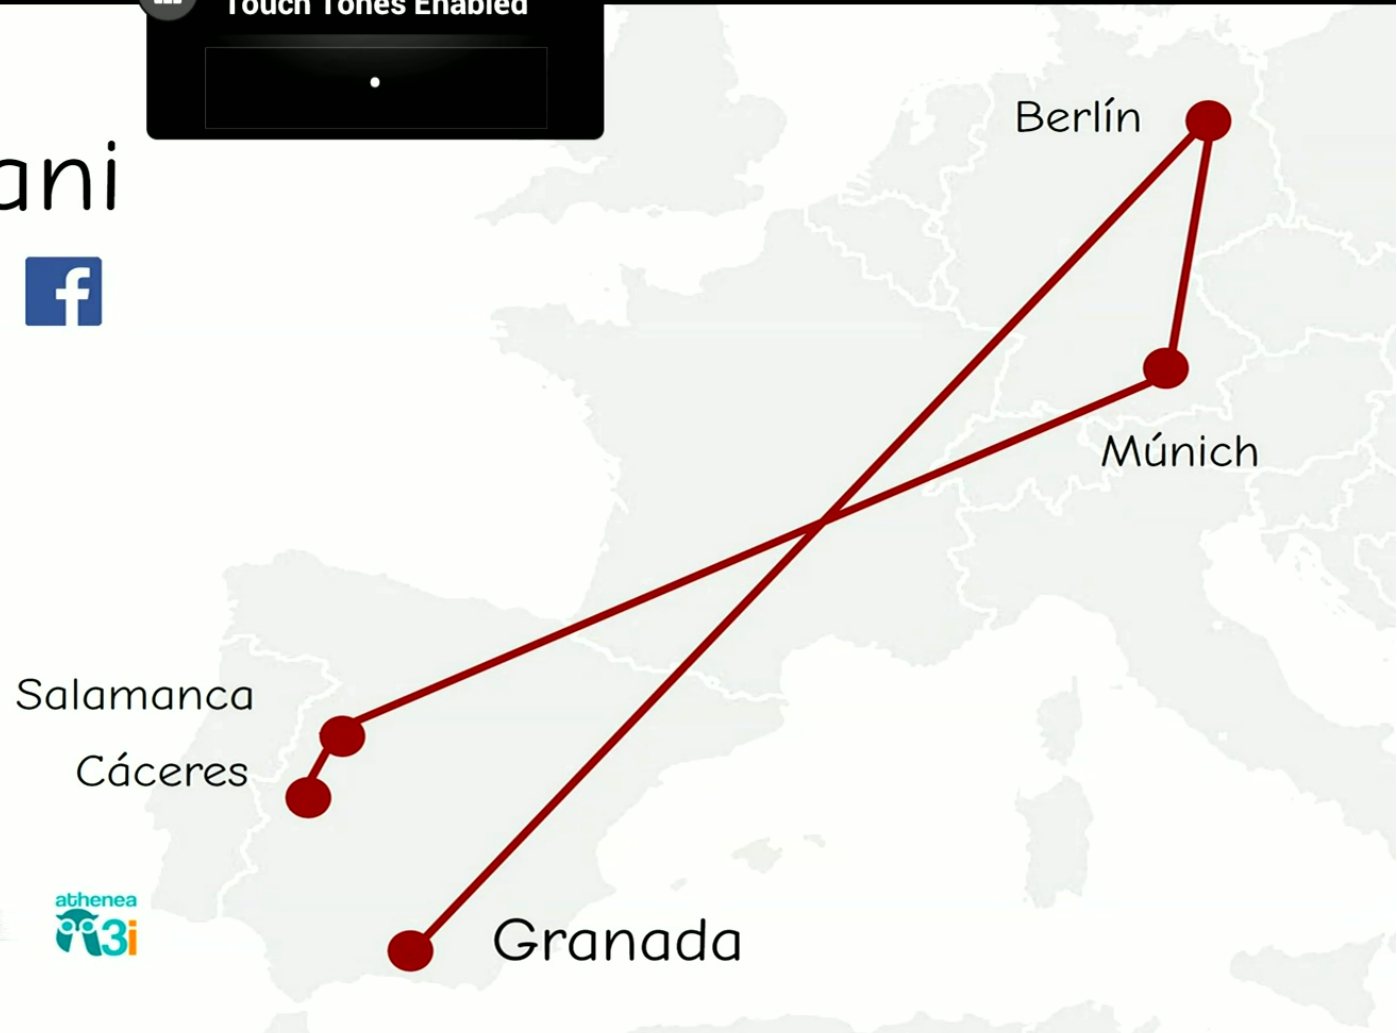 Touch Tones Enabled
ani
Berlín
Múnich
Salamanca
Cáceres
Granada
athenea
3i